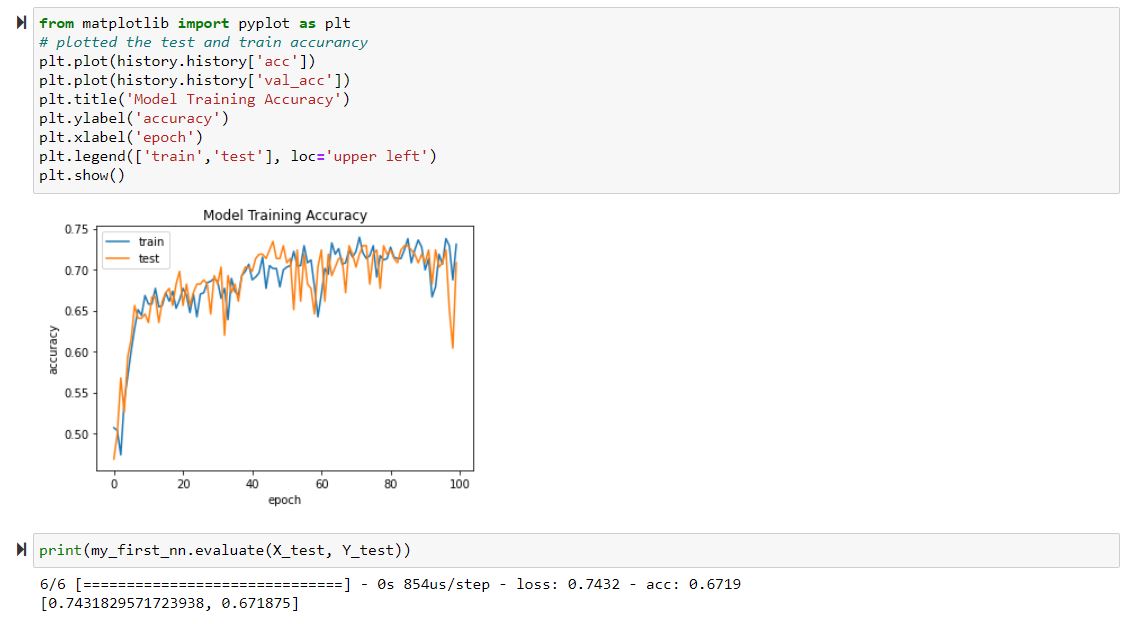 from matplotlib import pyplot as plt
# plotted the test and train accurancy
plt.plot(history.history['acc'])
plt.plot(history.history['val_acc'])
plt.title('Model Training Accuracy')
plt.ylabel('accuracy')
plt.xlabel('epoch')
plt.legend(['train','test'], loc='upper left')
plt.show()
Model Training Accuracy
train
test
0.75
0.70
0.65
0.60
0.55
0.50
accuracy
0 20 40 60 80 100
epoch
print(my_first_nn.evaluate(X_test, Y_test))
6/6 [==============================] - 0s 854us/step - loss: 0.7432 - acc: 0.6719
[0.7431829571723938, 0.671875]